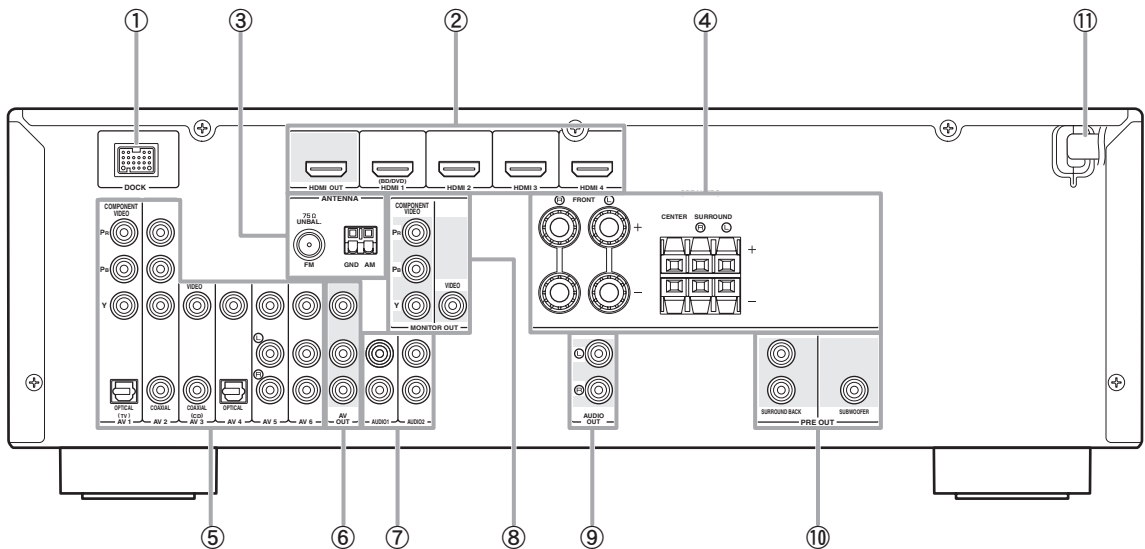 ① ③ ② ④ ⑪
DOCK
HDMI OUT
(BD/DVD)
HDMI 1
HDMI 2
HDMI 3
HDMI 4
ANTENNA
75Ω
UNBAL.
FM
GND AM
COMPONENT
VIDEO
PR
PB
Y
VIDEO
L
R
OPTICAL
(TV)
AV 1
COAXIAL
AV 2
COAXIAL
(CD)
AV 3
OPTICAL
AV 4
AV 5
AV 6
AV
OUT
AUDIO1
AUDIO2
COMPONENT
VIDEO
PR
PB
Y
VIDEO
MONITOR OUT
R FRONT L
+
–
CENTER SURROUND
R L
+
–
L
R
AUDIO
OUT
SURROUND BACK
SUBWOOFER
PRE OUT
⑤ ⑥ ⑦ ⑧ ⑨ ⑩